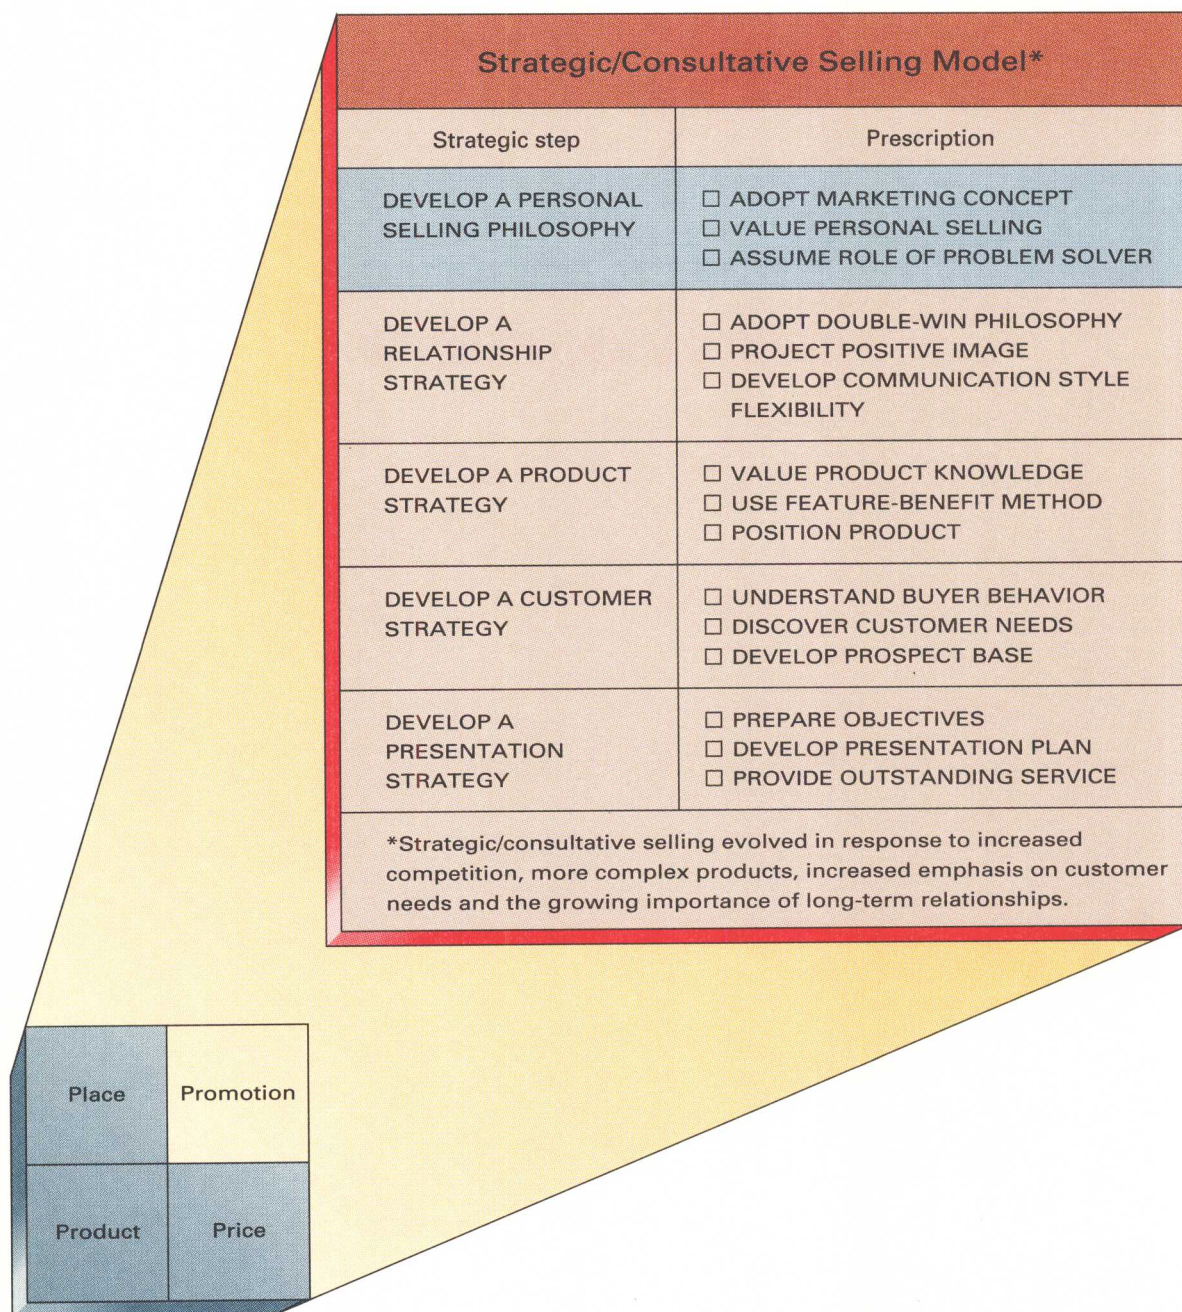 Strategic/Consultative Selling Model*
Strategic step
Prescription
DEVELOP A PERSONAL
SELLING PHILOSOPHY
☐ ADOPT MARKETING CONCEPT
☐ VALUE PERSONAL SELLING
☐ ASSUME ROLE OF PROBLEM SOLVER
DEVELOP A
RELATIONSHIP
STRATEGY
☐ ADOPT DOUBLE-WIN PHILOSOPHY
☐ PROJECT POSITIVE IMAGE
☐ DEVELOP COMMUNICATION STYLE
FLEXIBILITY
DEVELOP A PRODUCT
STRATEGY
☐ VALUE PRODUCT KNOWLEDGE
☐ USE FEATURE-BENEFIT METHOD
☐ POSITION PRODUCT
DEVELOP A CUSTOMER
STRATEGY
☐ UNDERSTAND BUYER BEHAVIOR
☐ DISCOVER CUSTOMER NEEDS
☐ DEVELOP PROSPECT BASE
DEVELOP A
PRESENTATION
STRATEGY
☐ PREPARE OBJECTIVES
☐ DEVELOP PRESENTATION PLAN
☐ PROVIDE OUTSTANDING SERVICE
*Strategic/consultative selling evolved in response to increased
competition, more complex products, increased emphasis on customer
needs and the growing importance of long-term relationships.
Place
Promotion
Product
Price